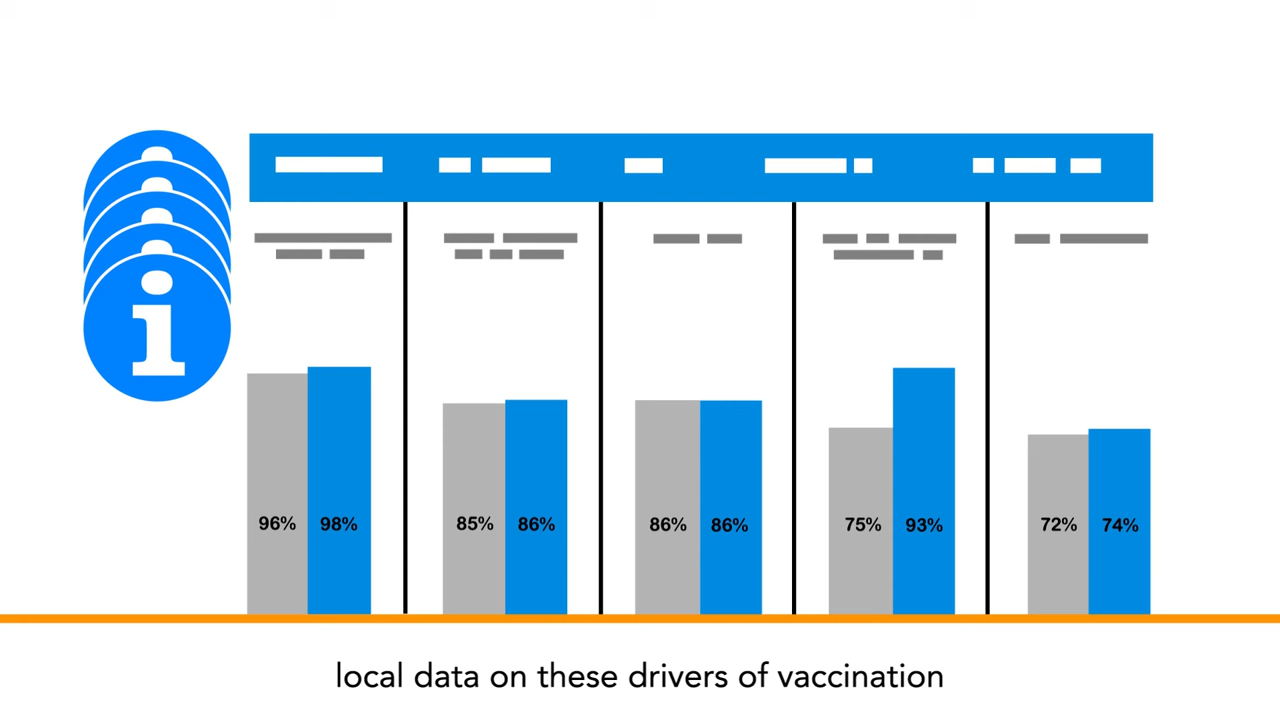 i
96% 98% 85% 86% 86% 86% 75% 93% 72% 74%
local data on these drivers of vaccination